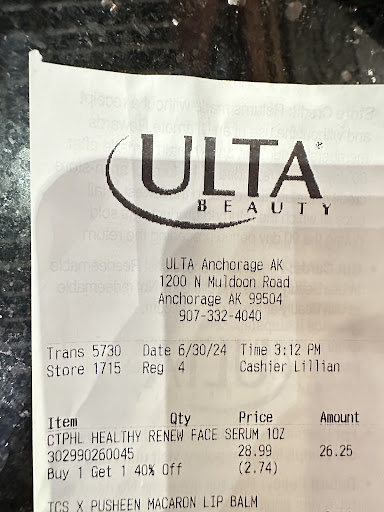 ULTA
BEAUTY
ULTA Anchorage AK
1200 N Muldoon Road
Anchorage AK 99504
907-332-4040
Trans 5730 Date 6/30/24 Time 3:12 PM
Store 1715 Reg 4 Cashier Lillian
Item Qty Price Amount
CTPHL HEALTHY RENEW FACE SERUM 1OZ
302990260045 28.99 26.25
Buy 1 Get 1 40% Off (2.74)
TCS X PUSHEEN MACARON LIP BALM